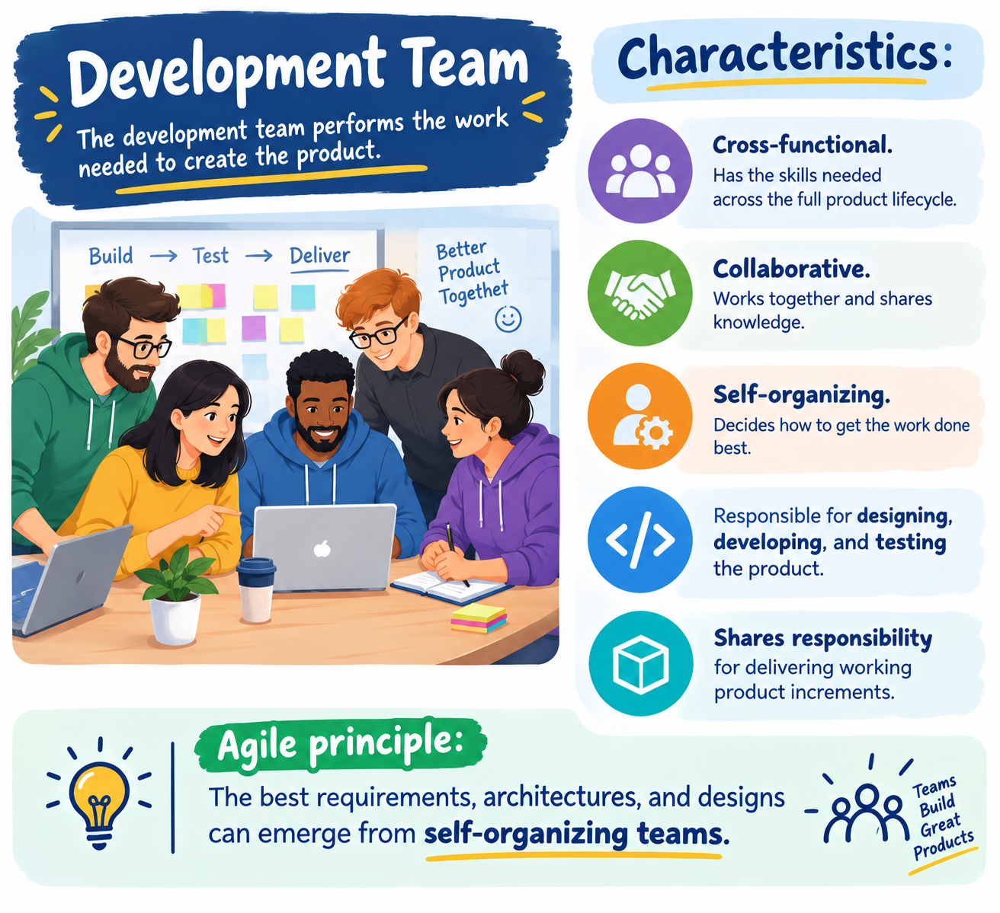 Development Team
The development team performs the work
needed to create the product.
Build → Test → Deliver
Better
Product
Togethet
Characteristics:
Cross-functional.
Has the skills needed
across the full product lifecycle.
Collaborative.
Works together and shares
knowledge.
Self-organizing.
Decides how to get the work done
best.
Responsible for designing,
developing, and testing
the product.
Shares responsibility
for delivering working
product increments.
Agile principle:
The best requirements, architectures, and designs
can emerge from self-organizing teams.
Teams
Build
Great
Products